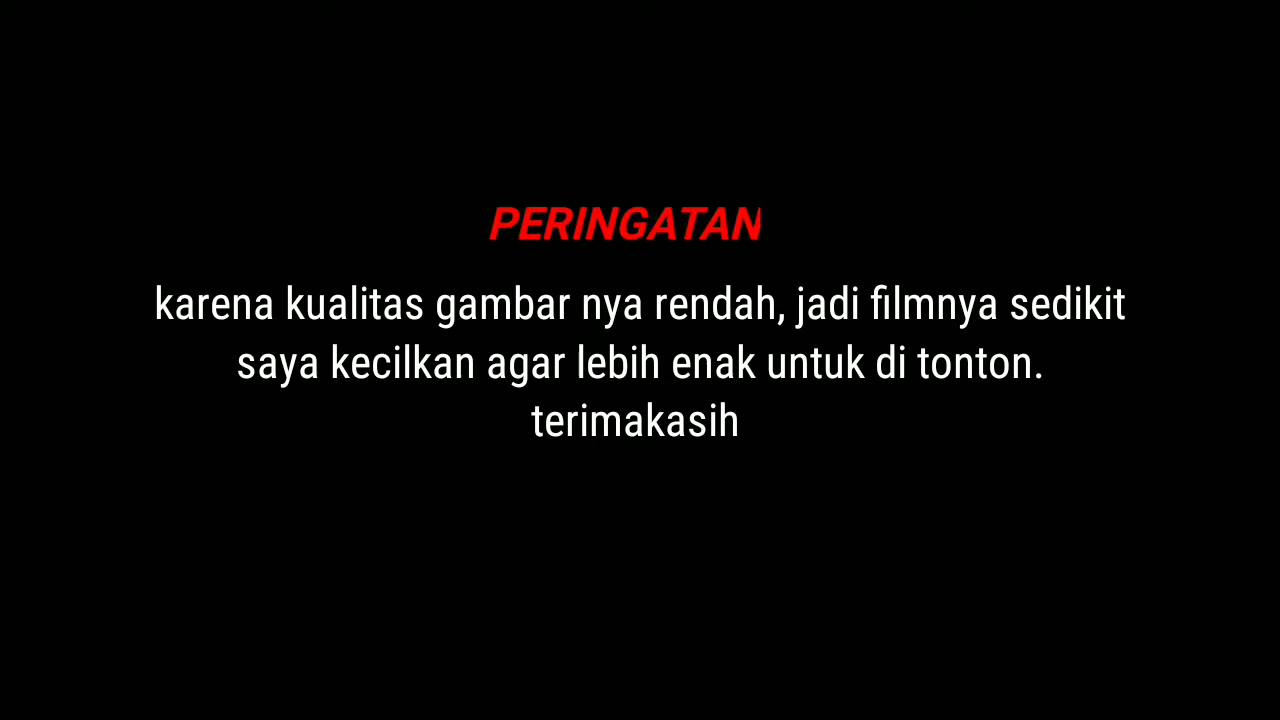 PERINGATAN
karena kualitas gambar nya rendah, jadi filmnya sedikit
saya kecilkan agar lebih enak untuk di tonton.
terimakasih